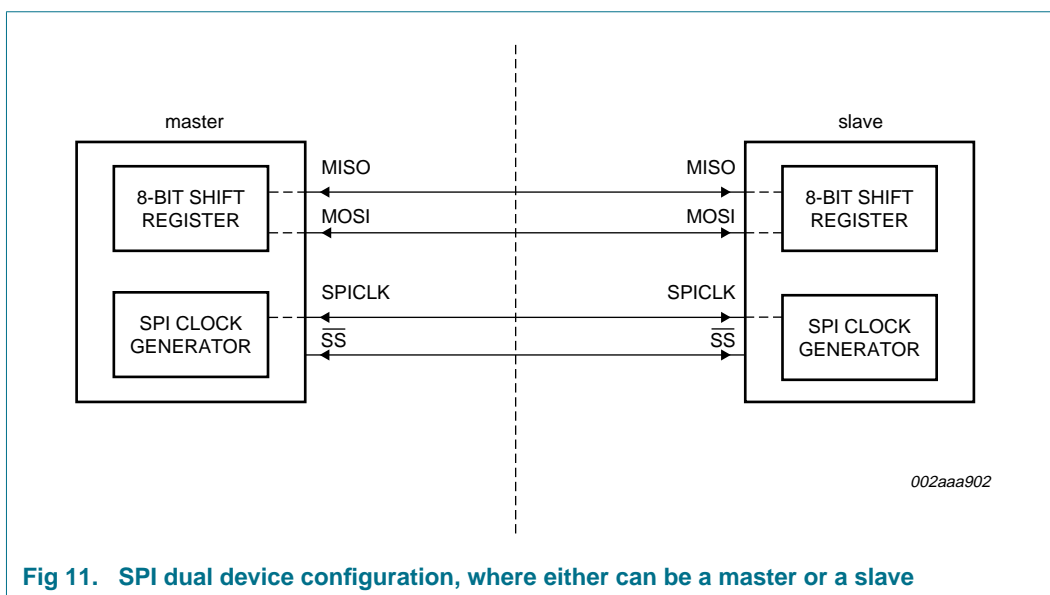 master
slave
8-BIT SHIFT
REGISTER
MISO
MISO
MOSI
MOSI
8-BIT SHIFT
REGISTER
SPI CLOCK
GENERATOR
SPICLK
SPICLK
SS
SS
SPI CLOCK
GENERATOR
002aaa902
Fig 11. SPI dual device configuration, where either can be a master or a slave